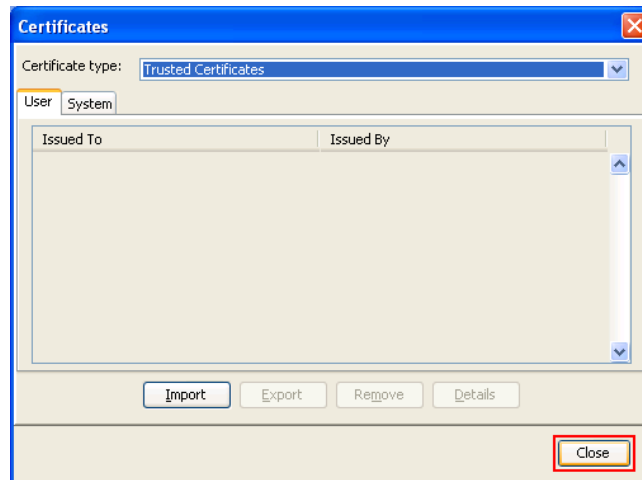 Certificates
Certificate type: Trusted Certificates
User System
Issued To Issued By
Import Export Remove Details
Close